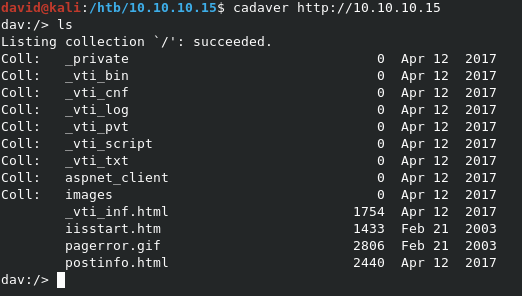 david@kali:/htb/10.10.10.15$ cadaver http://10.10.10.15
dav:/> ls
Listing collection `/': succeeded.
Coll:   _private                               0  Apr 12  2017
Coll:   _vti_bin                               0  Apr 12  2017
Coll:   _vti_cnf                               0  Apr 12  2017
Coll:   _vti_log                               0  Apr 12  2017
Coll:   _vti_pvt                               0  Apr 12  2017
Coll:   _vti_script                            0  Apr 12  2017
Coll:   _vti_txt                               0  Apr 12  2017
Coll:   aspnet_client                          0  Apr 12  2017
Coll:   images                                 0  Apr 12  2017
        _vti_inf.html                       1754  Apr 12  2017
        iisstart.htm                        1433  Feb 21  2003
        pagerror.gif                        2806  Feb 21  2003
        postinfo.html                       2440  Apr 12  2017
dav:/>